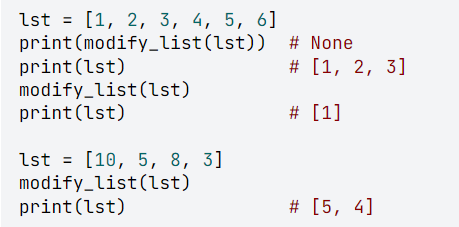 lst = [1, 2, 3, 4, 5, 6]
print(modify_list(lst))  # None
print(lst)               # [1, 2, 3]
modify_list(lst)
print(lst)               # [1]

lst = [10, 5, 8, 3]
modify_list(lst)
print(lst)               # [5, 4]